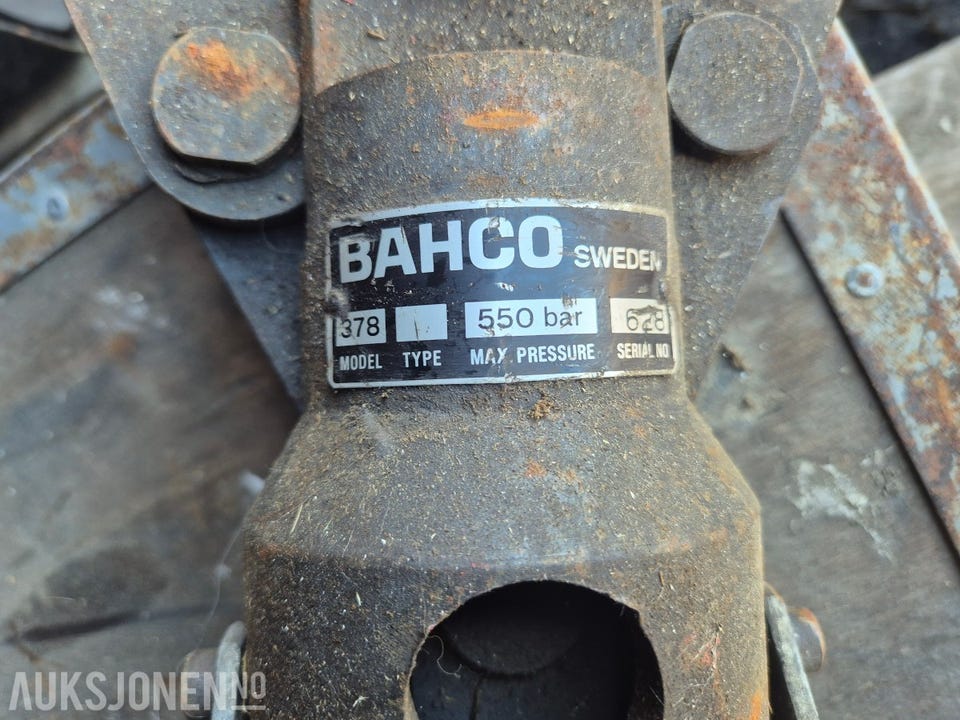 BAHCO SWEDEN
378 550 bar 628
MODEL TYPE MAX. PRESSURE SERIAL NO
AUKSJONEN.NO